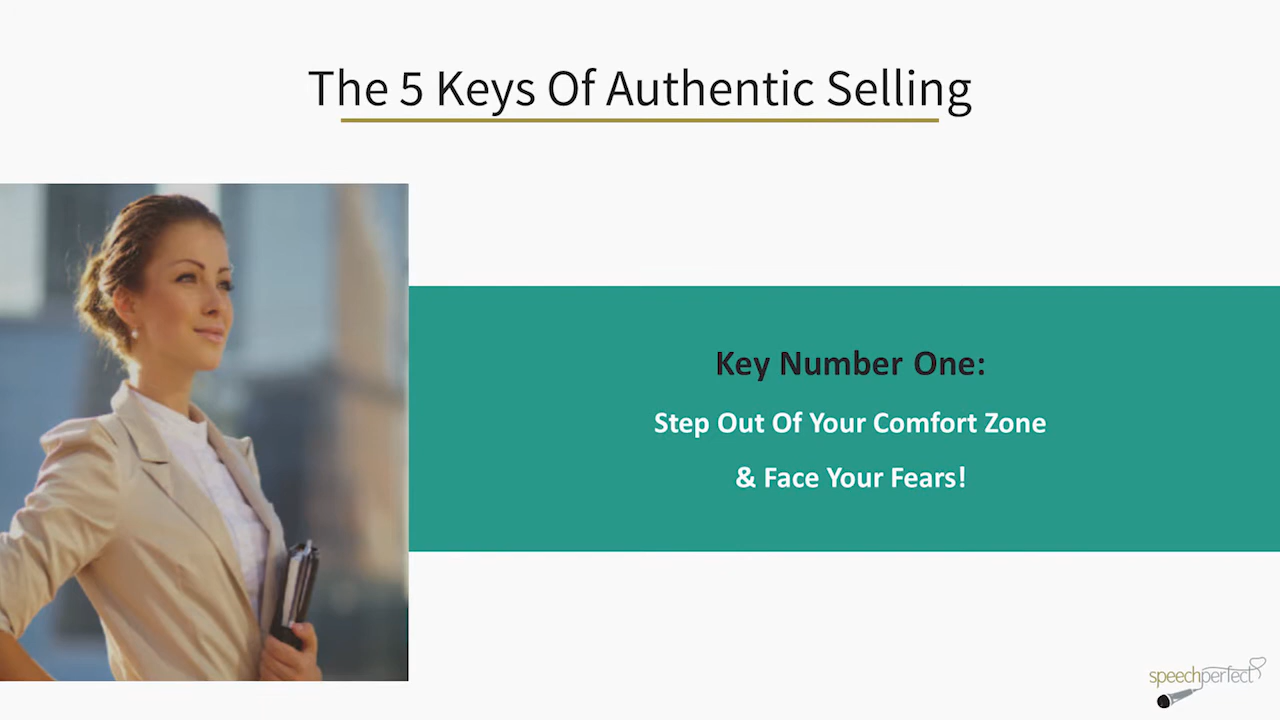 The 5 Keys Of Authentic Selling
Key Number One:
Step Out Of Your Comfort Zone
& Face Your Fears!
speechperfect